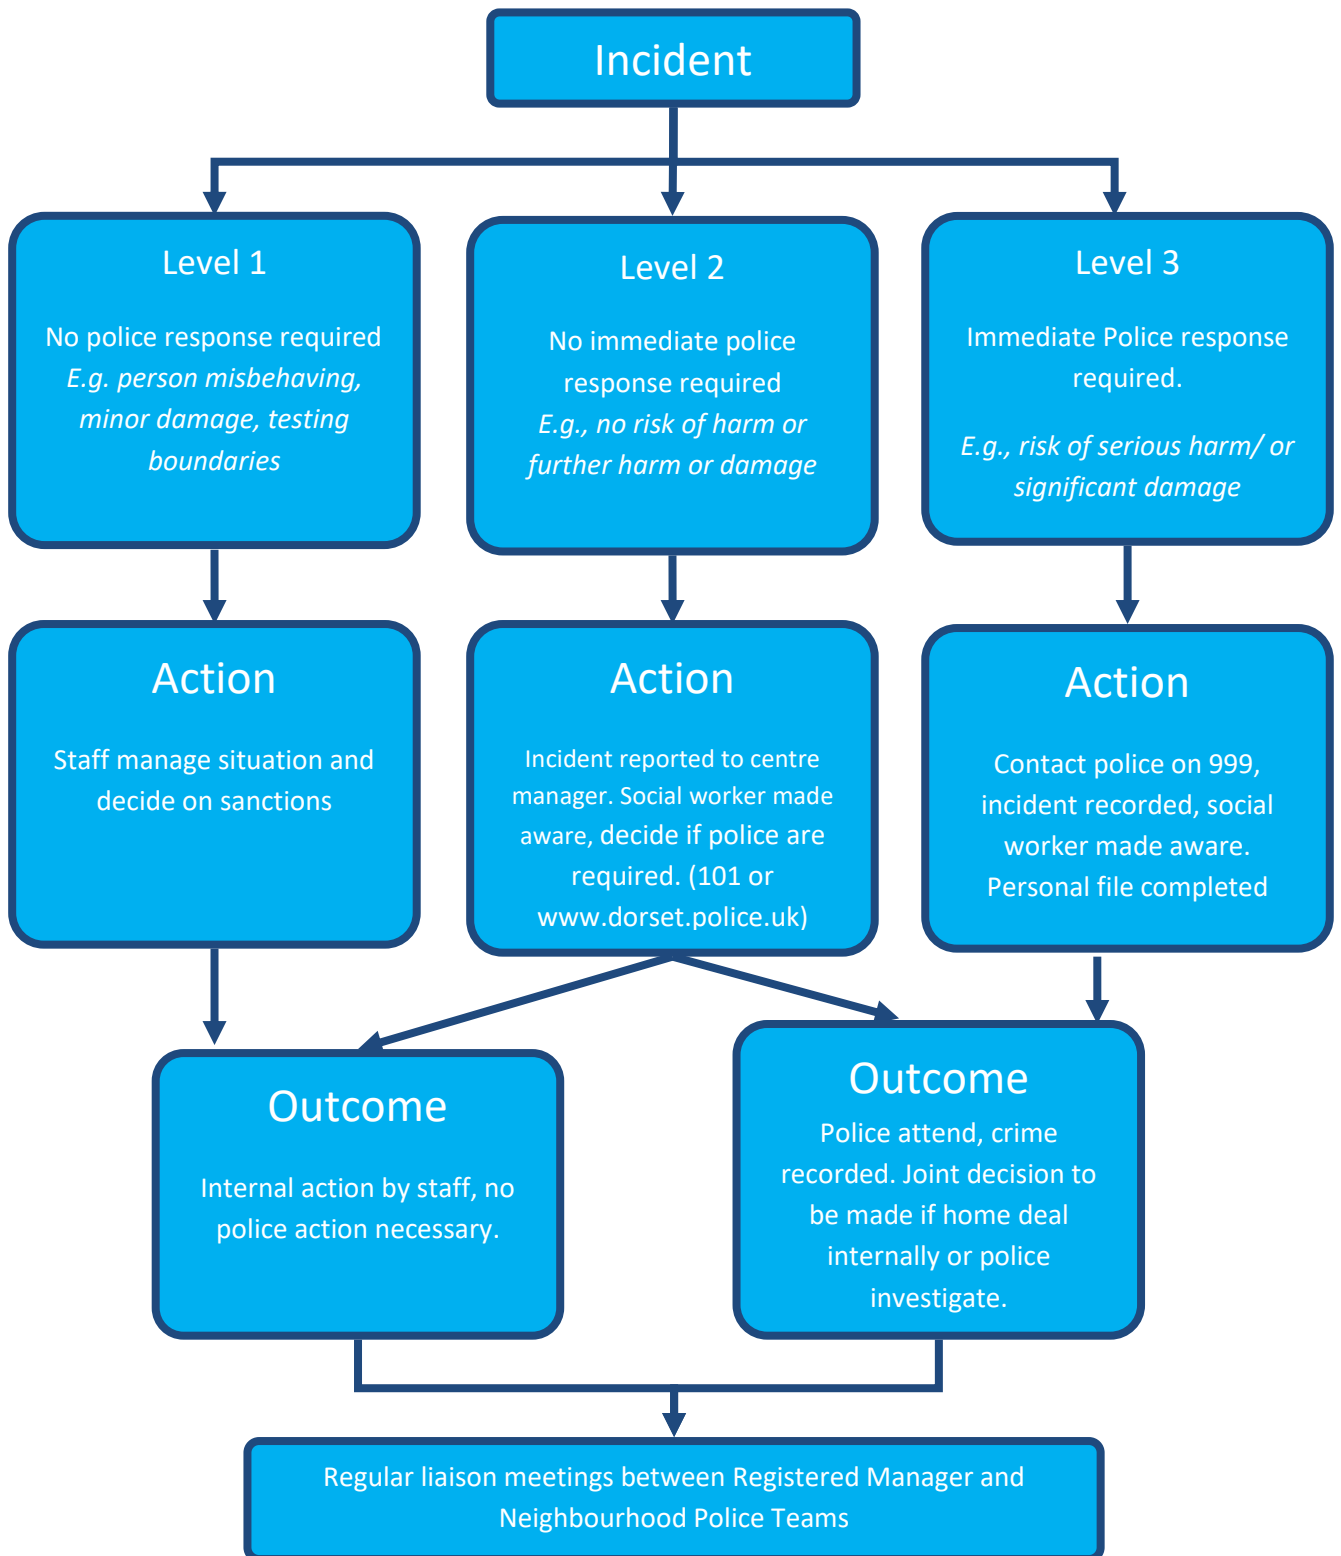 Incident
Level 1
No police response required
E.g. person misbehaving,
minor damage, testing
boundaries
Level 2
No immediate police
response required
E.g., no risk of harm or
further harm or damage
Level 3
Immediate Police response
required.
E.g., risk of serious harm/ or
significant damage
Action
Staff manage situation and
decide on sanctions
Action
Incident reported to centre
manager. Social worker made
aware, decide if police are
required. (101 or
www.dorset.police.uk)
Action
Contact police on 999,
incident recorded, social
worker made aware.
Personal file completed
Outcome
Internal action by staff, no
police action necessary.
Outcome
Police attend, crime
recorded. Joint decision to
be made if home deal
internally or police
investigate.
Regular liaison meetings between Registered Manager and
Neighbourhood Police Teams